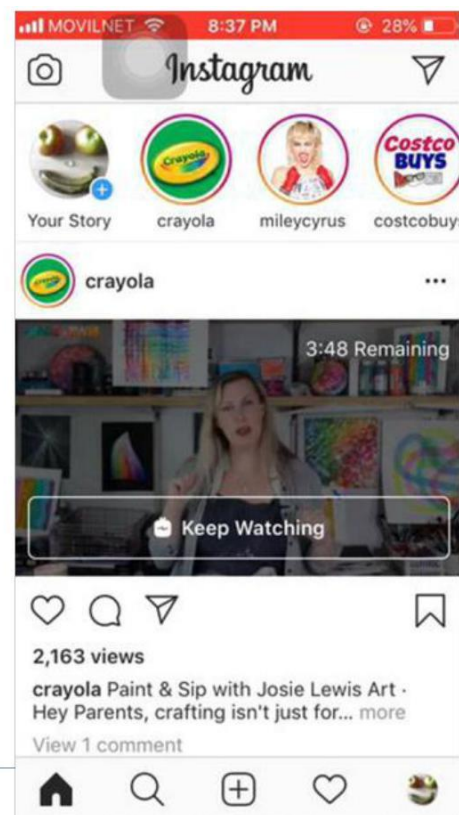 MOVILNET 8:37 PM 28%
Instagram
Crayola
Costco
BUYS
Your Story crayola mileycyrus costcobuys
crayola
3:48 Remaining
Keep Watching
2,163 views
crayola Paint & Sip with Josie Lewis Art ·
Hey Parents, crafting isn't just for... more
View 1 comment